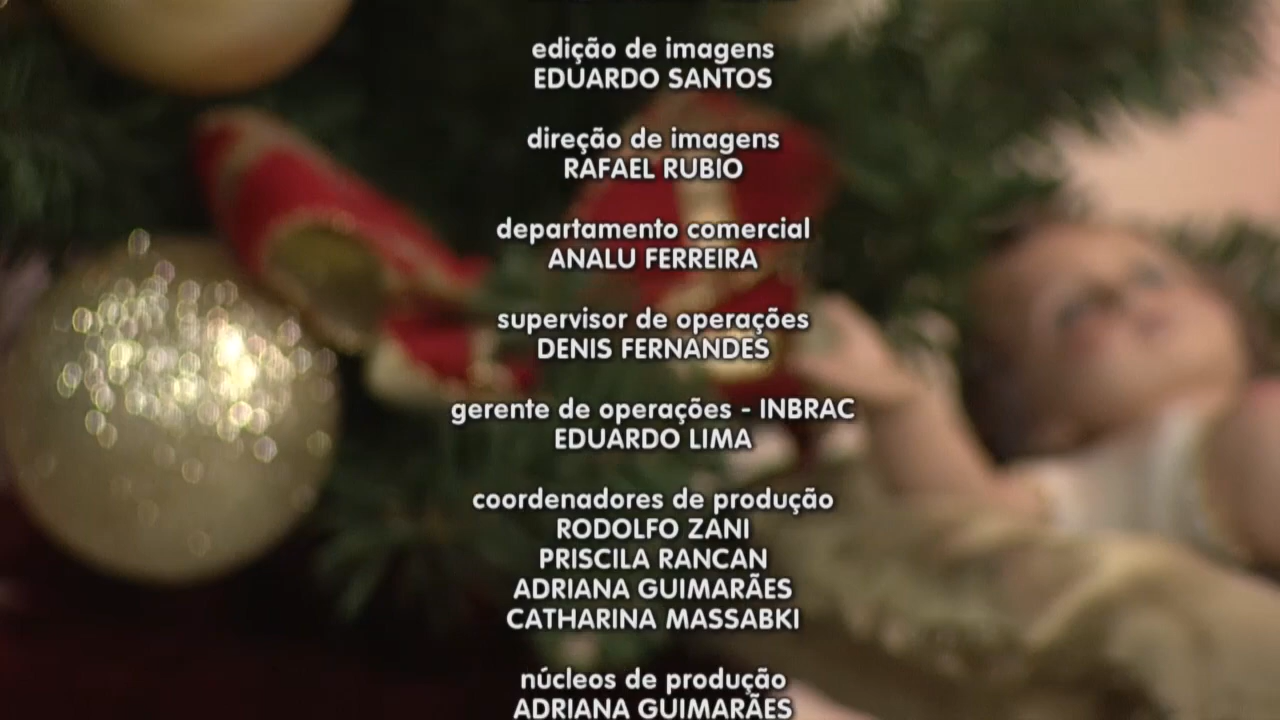 edição de imagens
EDUARDO SANTOS
direção de imagens
RAFAEL RUBIO
departamento comercial
ANALU FERREIRA
supervisor de operações
DENIS FERNANDES
gerente de operações - INBRAC
EDUARDO LIMA
coordenadores de produção
RODOLFO ZANI
PRISCILA RANCAN
ADRIANA GUIMARÃES
CATHARINA MASSABKI
núcleos de produção
ADRIANA GUIMARÃES